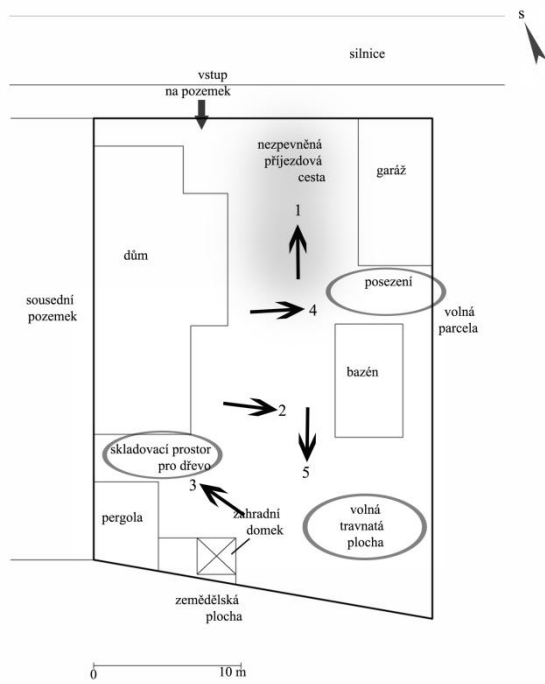 S
silnice
vstup
na pozemek
nezpevněná
příjezdová
cesta
garáž
1
dům
posezení
sousední
pozemek
4
volná
parcela
bazén
2
skladovací prostor
pro dřevo
3
5
pergola
zahradní
domek
volná
travnatá
plocha
zemědělská
plocha
0
10 m